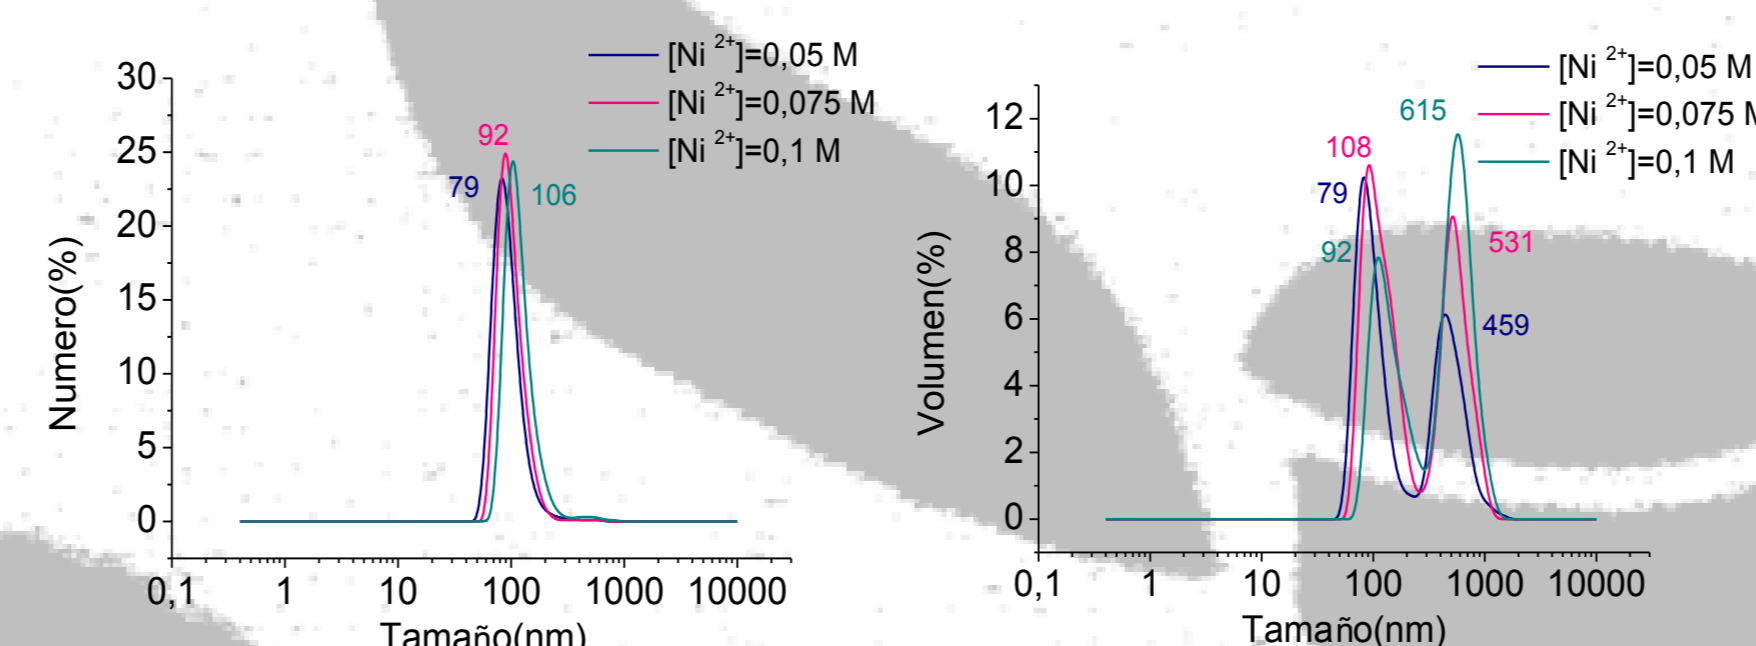 [Ni 2+]=0,05 M
[Ni 2+]=0,075 M
[Ni 2+]=0,1 M
30
25
20
15
10
5
0
Numero(%)
92
79
106
0,1 1 10 100 1000 10000
Tamaño(nm)
[Ni 2+]=0,05 M
[Ni 2+]=0,075 M
[Ni 2+]=0,1 M
12
10
8
6
4
2
0
Volumen(%)
615
108
79
92
531
459
0,1 1 10 100 1000 10000
Tamaño(nm)